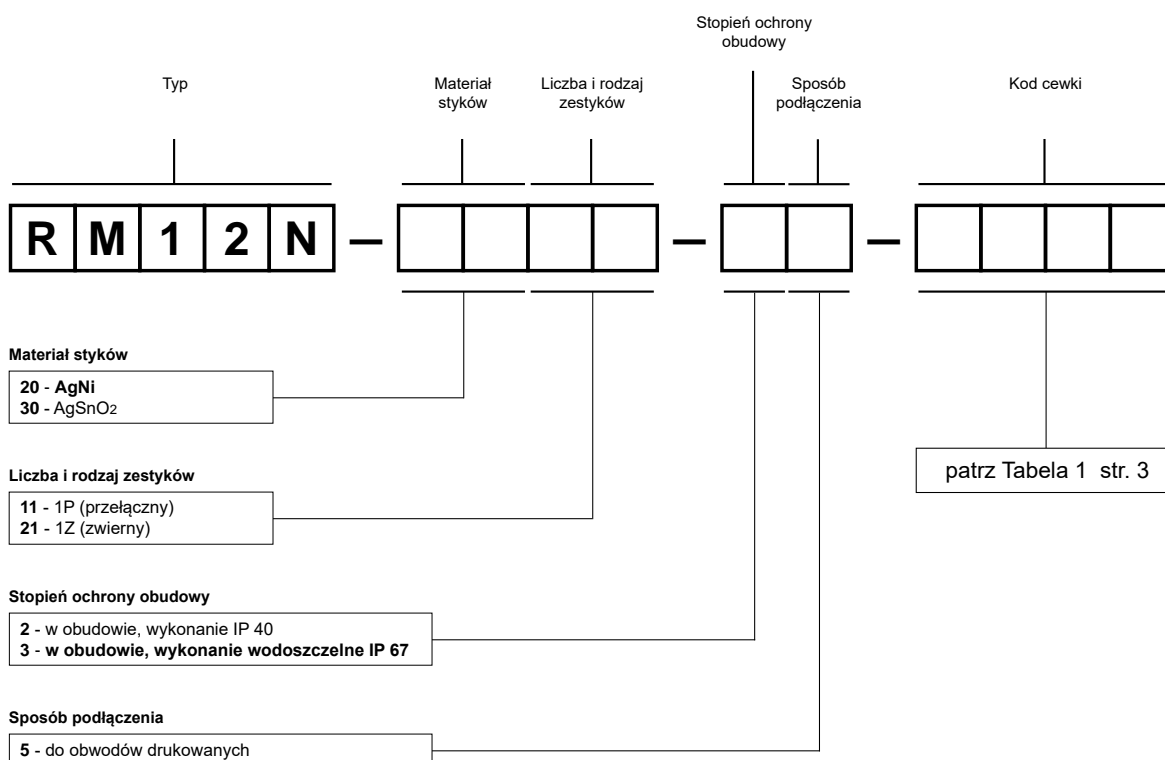 Stopień ochrony
obudowy
Typ
Materiał
styków
Liczba i rodzaj
zestyków
Sposób
podłączenia
Kod cewki
R M 1 2 N – – –
Materiał styków
20 - AgNi
30 - AgSnO2
Liczba i rodzaj zestyków
11 - 1P (przełączny)
21 - 1Z (zwierny)
patrz Tabela 1 str. 3
Stopień ochrony obudowy
2 - w obudowie, wykonanie IP 40
3 - w obudowie, wykonanie wodoszczelne IP 67
Sposób podłączenia
5 - do obwodów drukowanych